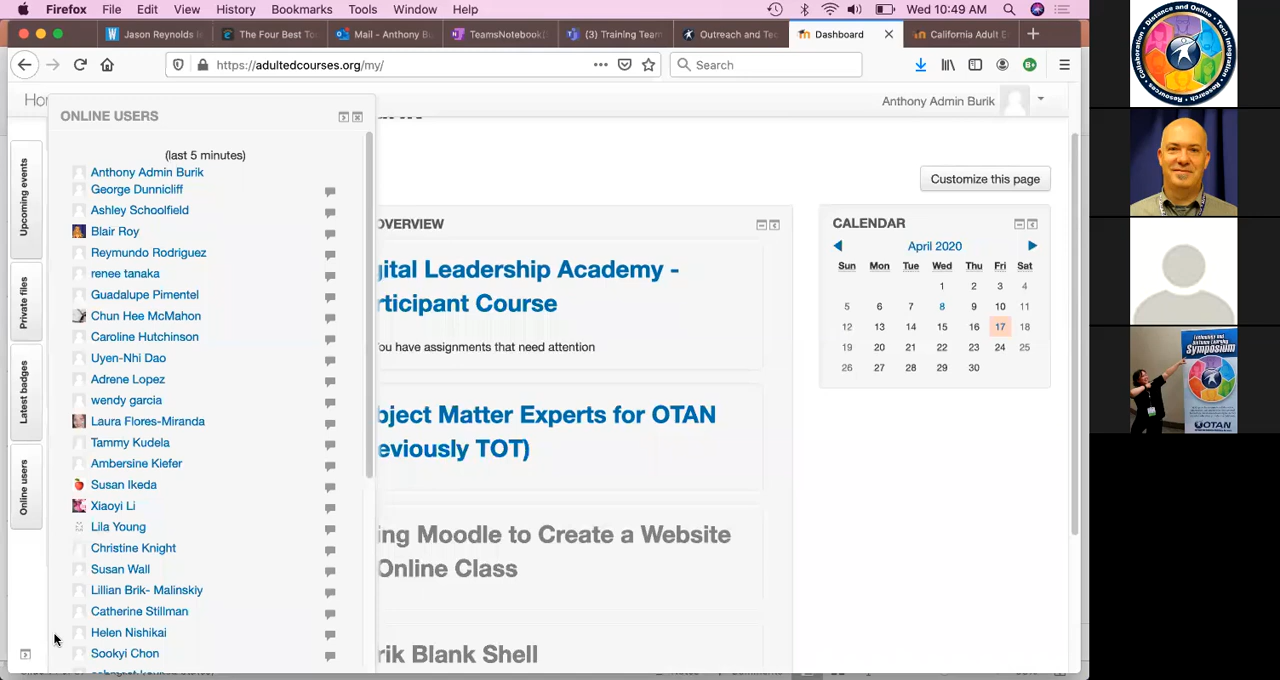 Firefox File Edit View History Bookmarks Tools Window Help
Wed 10:49 AM
Jason Reynolds
The Four Best To
Mail - Anthony Bu
TeamsNotebook(
(3) Training Team
Outreach and Tec
Dashboard
California Adult E
https://adultedcourses.org/my/
Search
Anthony Admin Burik
Upcoming events
Private files
Latest badges
Online users
ONLINE USERS
(last 5 minutes)
Anthony Admin Burik
George Dunnicliff
Ashley Schoolfield
Blair Roy
Reymundo Rodriguez
renee tanaka
Guadalupe Pimentel
Chun Hee McMahon
Caroline Hutchinson
Uyen-Nhi Dao
Adrene Lopez
wendy garcia
Laura Flores-Miranda
Tammy Kudela
Ambersine Kiefer
Susan Ikeda
Xiaoyi Li
Lila Young
Christine Knight
Susan Wall
Lillian Brik- Malinskiy
Catherine Stillman
Helen Nishikai
Sookyi Chon
Customize this page
OVERVIEW
gital Leadership Academy -
rticipant Course
You have assignments that need attention
bject Matter Experts for OTAN
eviously TOT)
ing Moodle to Create a Website
Online Class
rik Blank Shell
CALENDAR
April 2020
Sun Mon Tue Wed Thu Fri Sat
1 2 3 4
5 6 7 8 9 10 11
12 13 14 15 16 17 18
19 20 21 22 23 24 25
26 27 28 29 30
Distance and Online
Tech Integration
Research
Resources
Collaboration
Symposium
OTAN